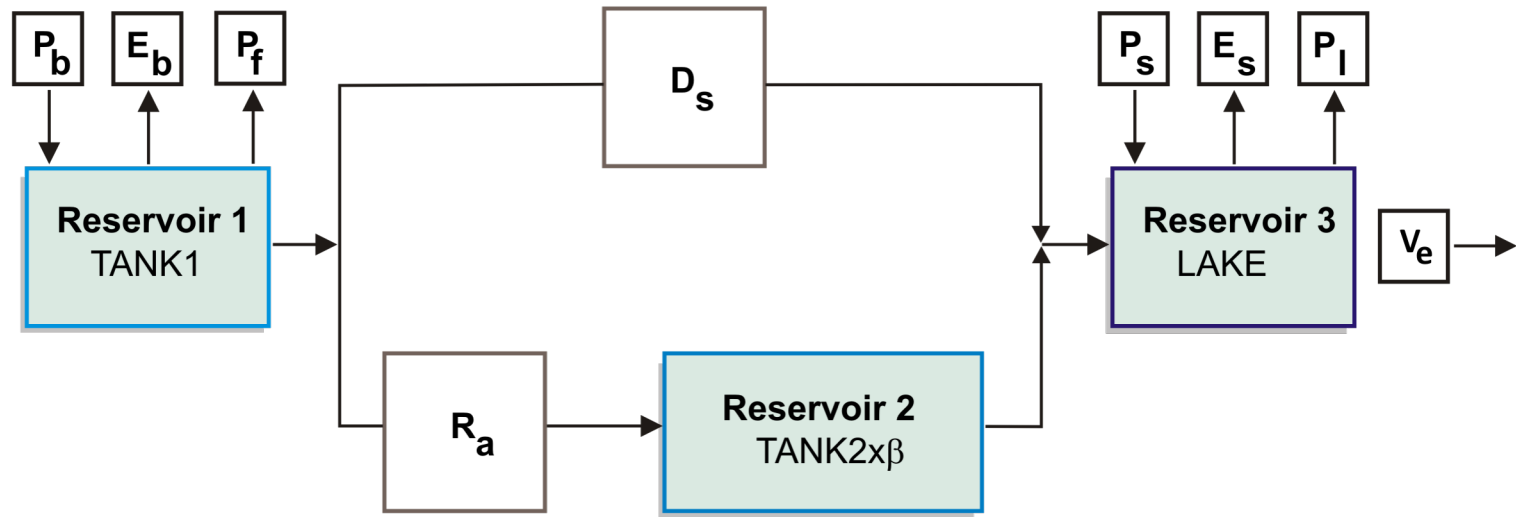 Pb
Eb
Pf
Ds
Ps
Es
Pl
Reservoir 1
TANK1
Reservoir 3
LAKE
Ve
Ra
Reservoir 2
TANK2xβ